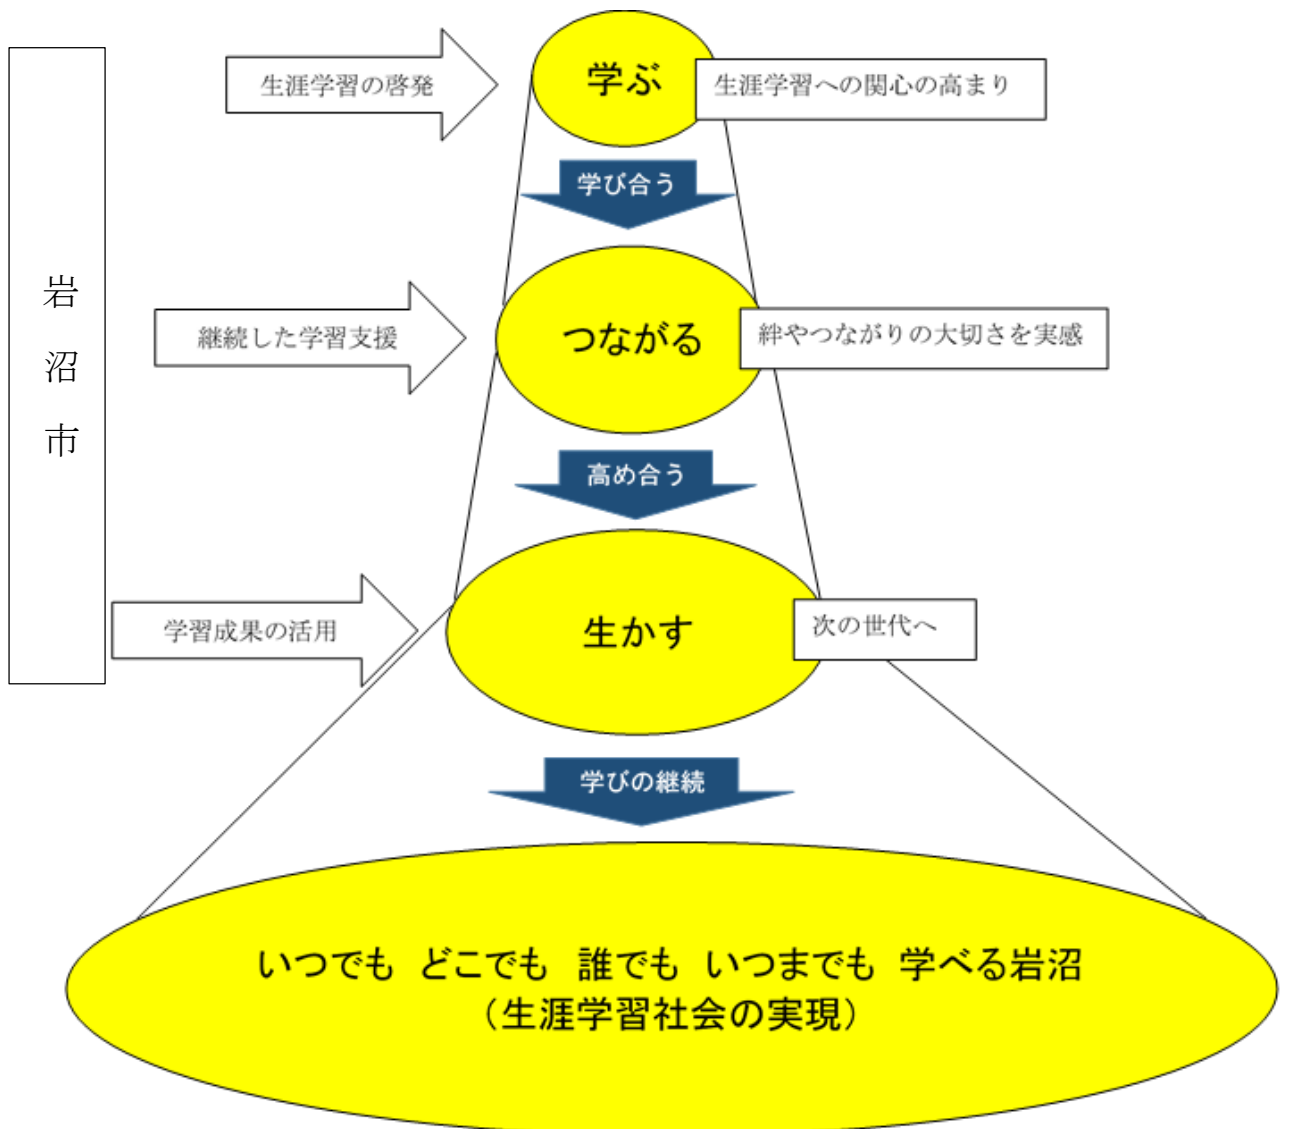 岩沼市
生涯学習の啓発
学ぶ
生涯学習への関心の高まり
学び合う
継続した学習支援
つながる
絆やつながりの大切さを実感
高め合う
学習成果の活用
生かす
次の世代へ
学びの継続
いつでも どこでも 誰でも いつまでも 学べる岩沼
(生涯学習社会の実現)